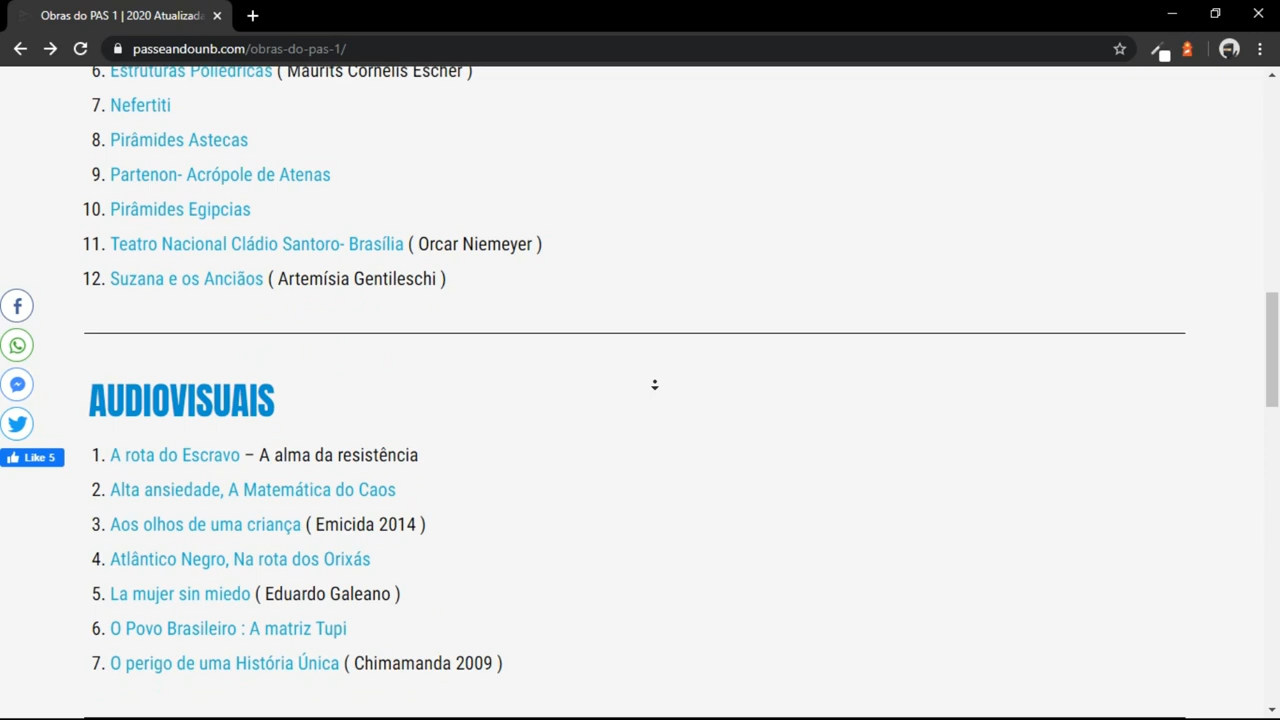 Obras do PAS 1 | 2020 Atualizada
passeandounb.com/obras-do-pas-1/
6. Estruturas Poliédricas ( Maurits Cornelis Escher )
7. Nefertiti
8. Pirâmides Astecas
9. Partenon- Acrópole de Atenas
10. Pirâmides Egipcias
11. Teatro Nacional Cládio Santoro- Brasília ( Orcar Niemeyer )
12. Suzana e os Anciãos ( Artemísia Gentileschi )
AUDIOVISUAIS
Like 5
1. A rota do Escravo – A alma da resistência
2. Alta ansiedade, A Matemática do Caos
3. Aos olhos de uma criança ( Emicida 2014 )
4. Atlântico Negro, Na rota dos Orixás
5. La mujer sin miedo ( Eduardo Galeano )
6. O Povo Brasileiro : A matriz Tupi
7. O perigo de uma História Única ( Chimamanda 2009 )